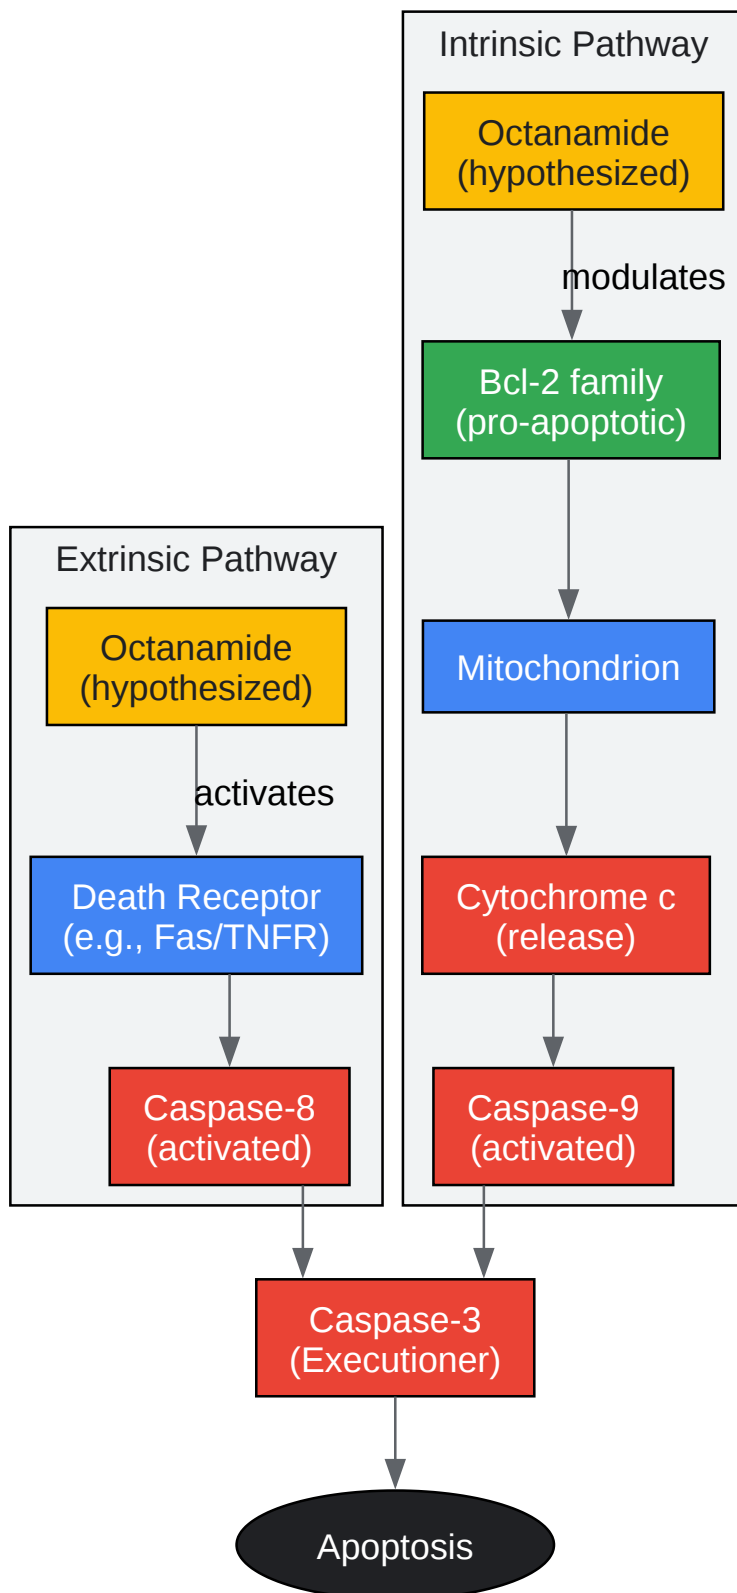 Intrinsic Pathway
Octanamide
(hypothesized)
modulates
Bcl-2 family
(pro-apoptotic)
Mitochondrion
Cytochrome c
(release)
Caspase-9
(activated)
Extrinsic Pathway
Octanamide
(hypothesized)
activates
Death Receptor
(e.g., Fas/TNFR)
Caspase-8
(activated)
Caspase-3
(Executioner)
Apoptosis